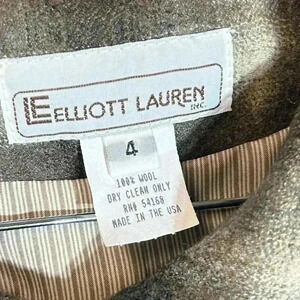 LE ELLIOTT LAUREN
INC.
4
100% WOOL
DRY CLEAN ONLY
RN# 54168
MADE IN THE USA